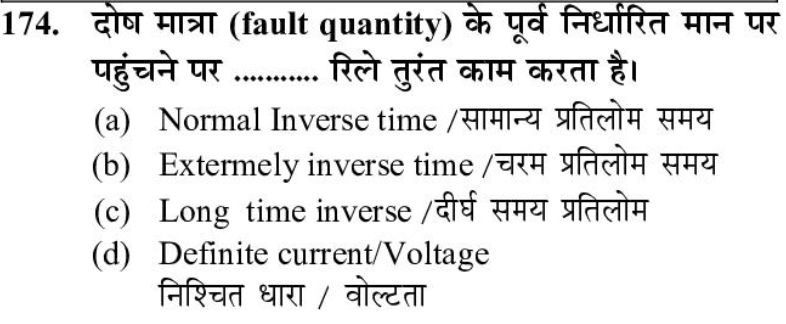 174. दोष मात्रा (fault quantity) के पूर्व निर्धारित मान पर
पहुंचने पर ........... रिले तुरंत काम करता है।
(a) Normal Inverse time /सामान्य प्रतिलोम समय
(b) Extermely inverse time /चरम प्रतिलोम समय
(c) Long time inverse /दीर्घ समय प्रतिलोम
(d) Definite current/Voltage
निश्चित धारा / वोल्टता